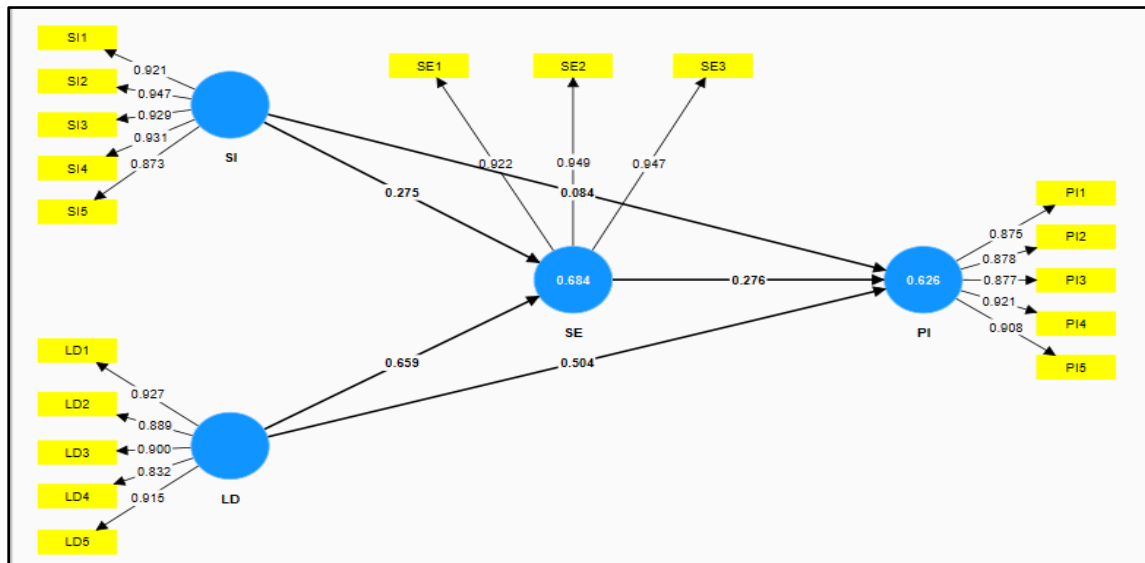 SI1
SI2
SI3
SI4
SI5
0.921
0.947
0.929
0.931
0.873
SI
SE1
SE2
SE3
0.922
0.949
0.947
0.275
0.084
0.684
SE
0.276
0.626
PI
PI1
PI2
PI3
PI4
PI5
0.875
0.878
0.877
0.921
0.908
0.659
0.504
LD1
LD2
LD3
LD4
LD5
0.927
0.889
0.900
0.832
0.915
LD